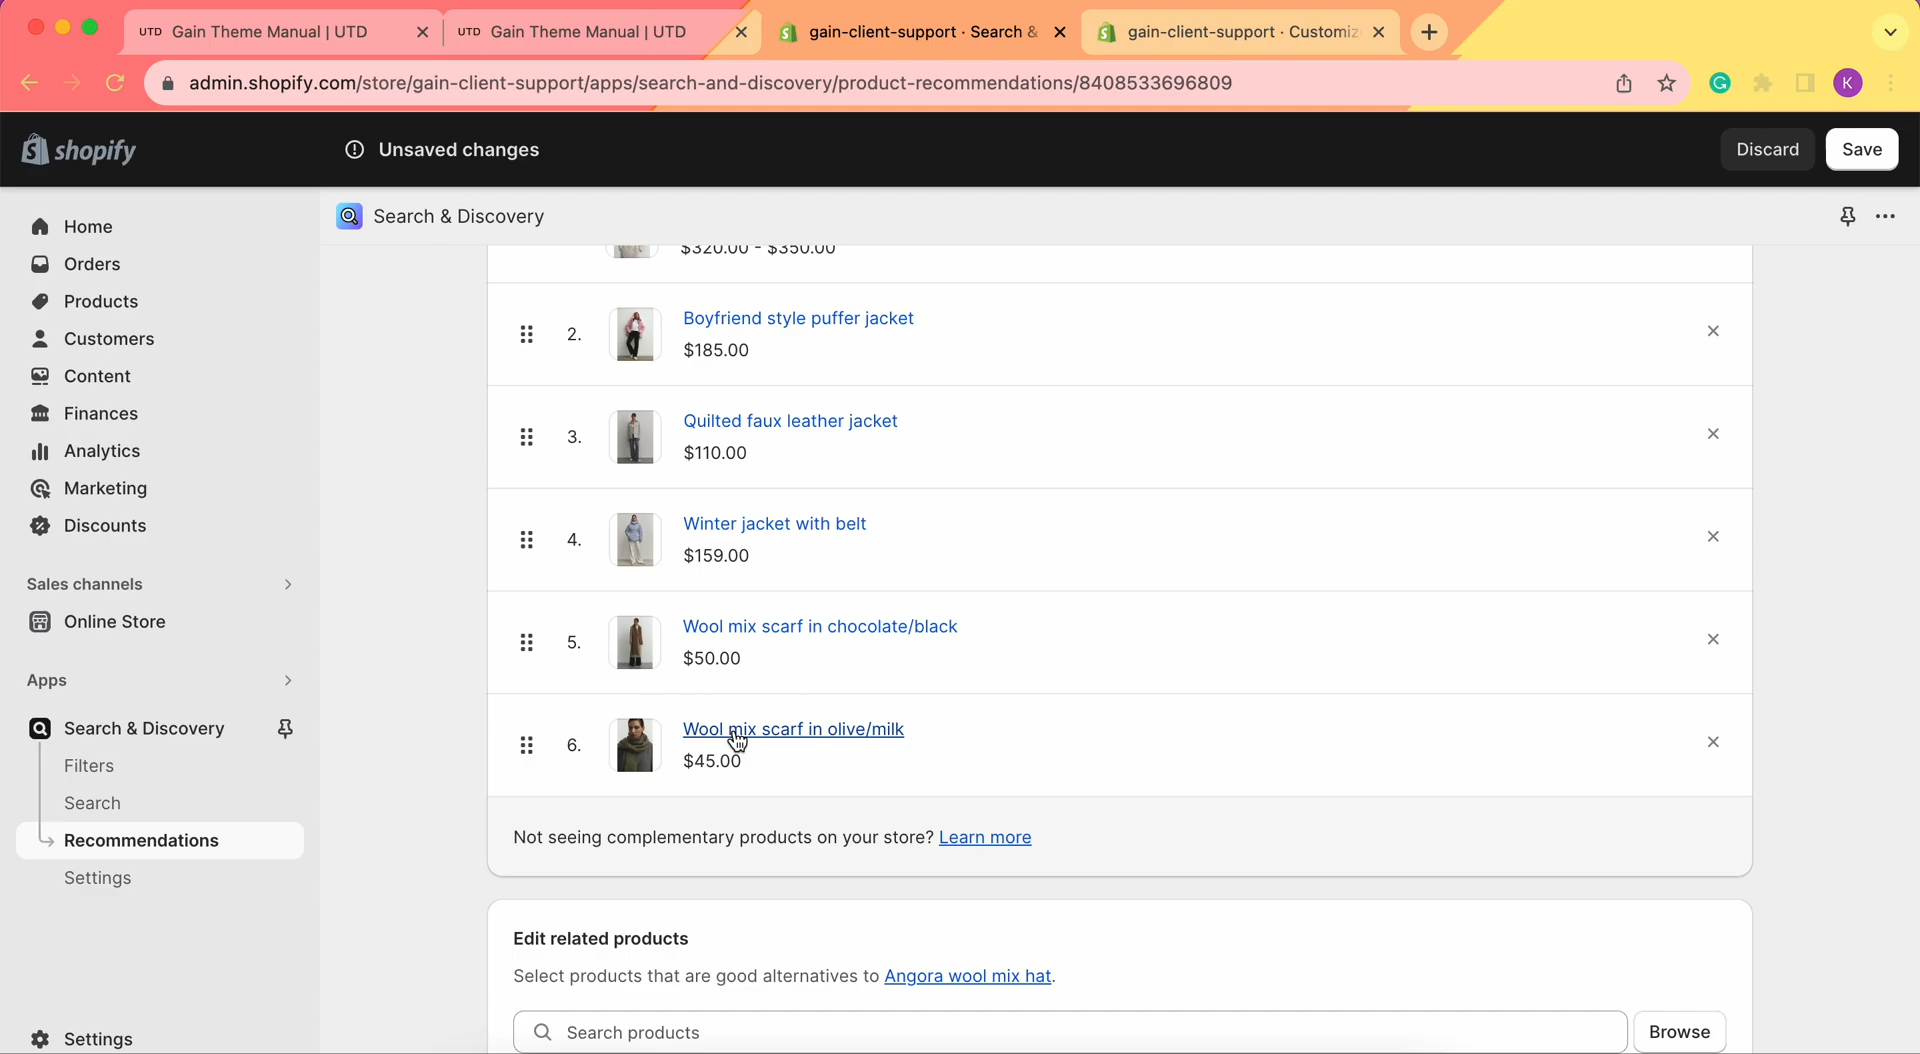 UTD Gain Theme Manual | UTD
UTD Gain Theme Manual | UTD
gain-client-support · Search &
gain-client-support · Customiz
admin.shopify.com/store/gain-client-support/apps/search-and-discovery/product-recommendations/8408533696809
K
shopify
Unsaved changes
Discard
Save
Home
Orders
Products
Customers
Content
Finances
Analytics
Marketing
Discounts
Sales channels
Online Store
Apps
Search & Discovery
Filters
Search
Recommendations
Settings
Settings
Search & Discovery
$320.00 - $350.00
2.
Boyfriend style puffer jacket
$185.00
3.
Quilted faux leather jacket
$110.00
4.
Winter jacket with belt
$159.00
5.
Wool mix scarf in chocolate/black
$50.00
6.
Wool mix scarf in olive/milk
$45.00
Not seeing complementary products on your store? Learn more
Edit related products
Select products that are good alternatives to Angora wool mix hat.
Search products
Browse